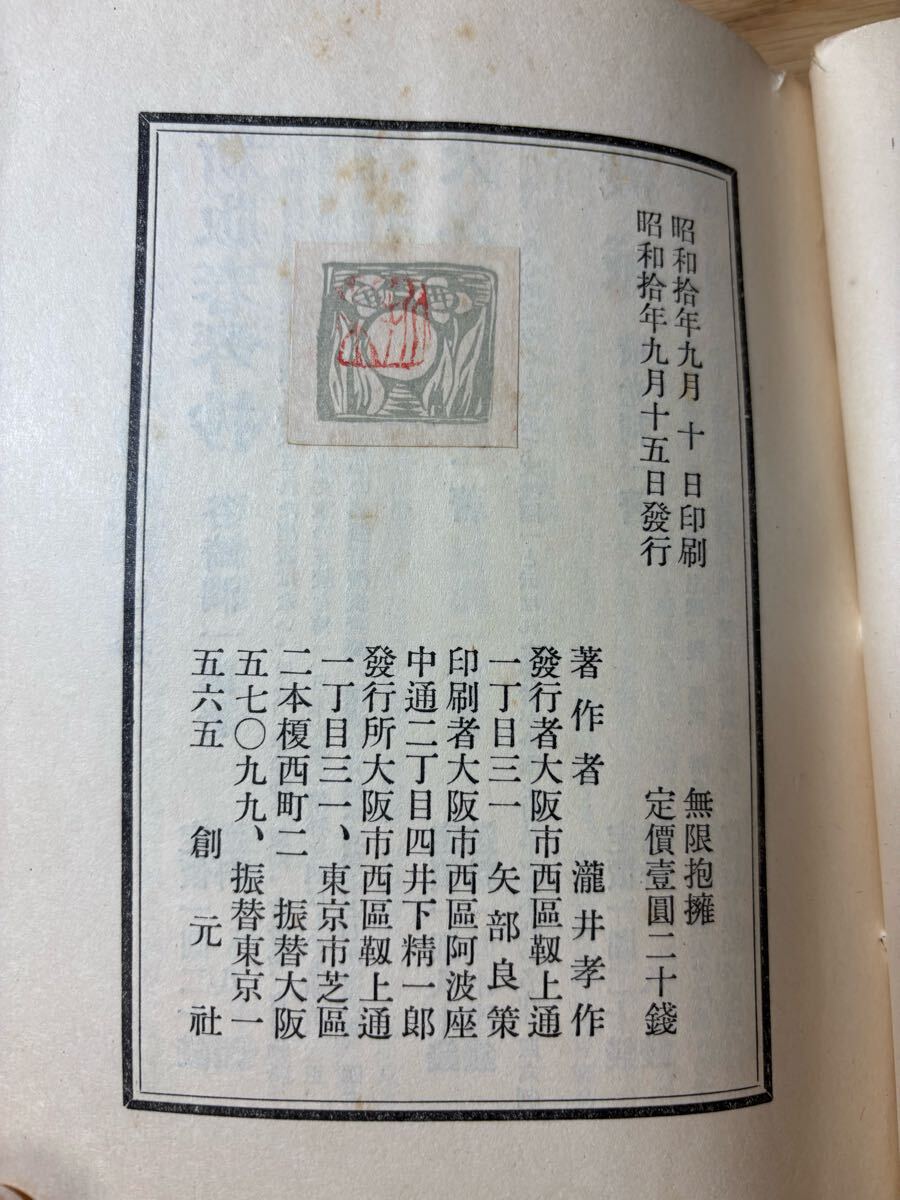 昭和拾年九月 十 日印刷
昭和拾年九月十五日發行
無限抱擁
定價壹圓二十錢
著作者 瀧井孝作
發行者大阪市西區靱上通
一丁目三一 矢部良策
印刷者大阪市西區阿波座
中通二丁目四井下精一郎
發行所大阪市西區靱上通
一丁目三一、東京市芝區
二本榎西町二 振替大阪
五七〇九九、振替東京一
五六五 創元社